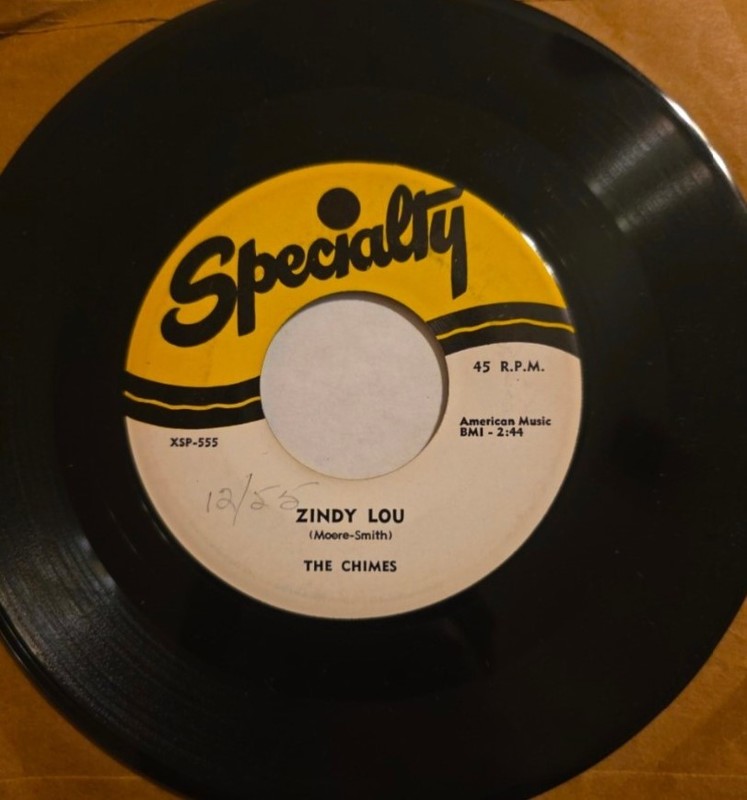 Specialty
45 R.P.M.
American Music
BMI - 2:44
XSP-555
12/55
ZINDY LOU
(Moore-Smith)
THE CHIMES